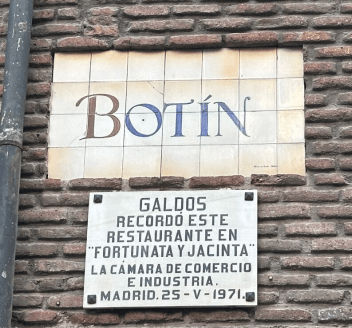 BOTÍN
GALDOS
RECORDÓ ESTE
RESTAURANTE EN
"FORTUNATA Y JACINTA"
LA CÁMARA DE COMERCIO
E INDUSTRIA.
MADRID, 25-V-1971.